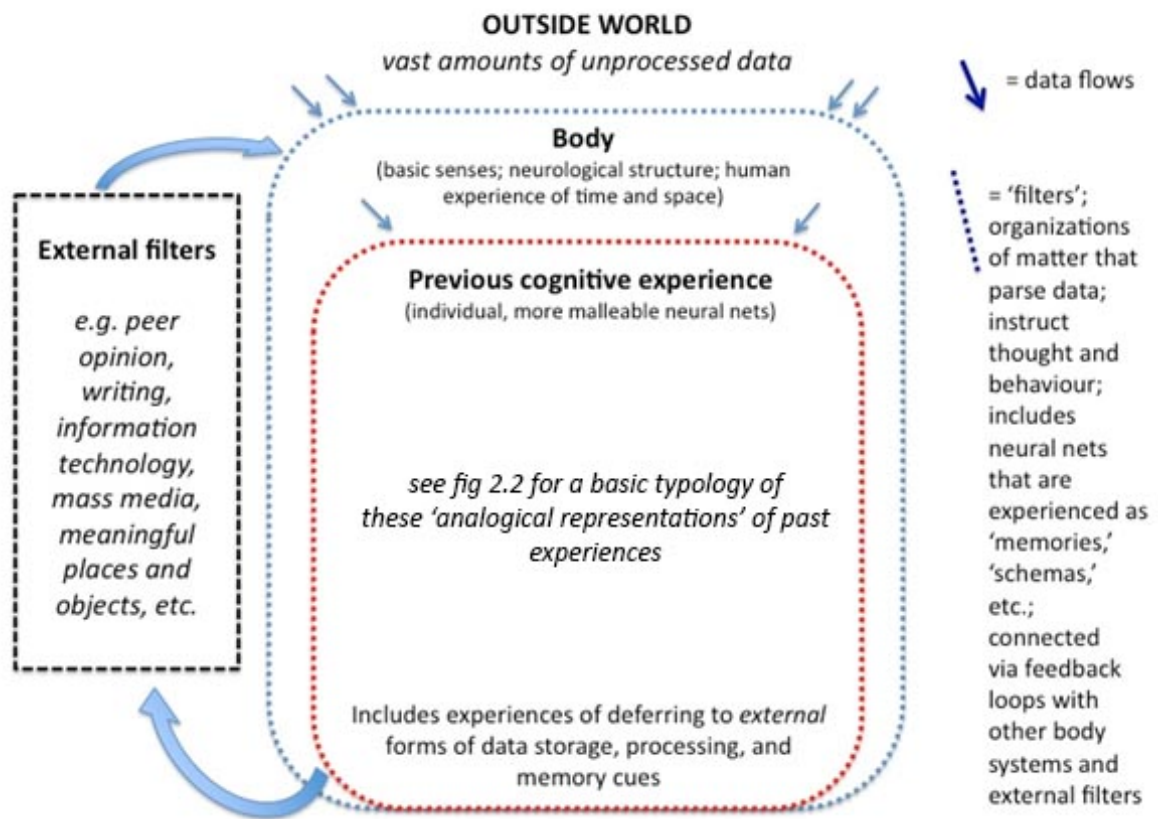 OUTSIDE WORLD
vast amounts of unprocessed data
Body
(basic senses; neurological structure; human
experience of time and space)
Previous cognitive experience
(individual, more malleable neural nets)
see fig 2.2 for a basic typology of
these ‘analogical representations’ of past
experiences
Includes experiences of deferring to external
forms of data storage, processing, and
memory cues
External filters
e.g. peer
opinion,
writing,
information
technology,
mass media,
meaningful
places and
objects, etc.
= data flows
= ‘filters’;
organizations
of matter that
parse data;
instruct
thought and
behaviour;
includes
neural nets
that are
experienced as
‘memories,’
‘schemas,’
etc.;
connected
via feedback
loops with
other body
systems and
external filters